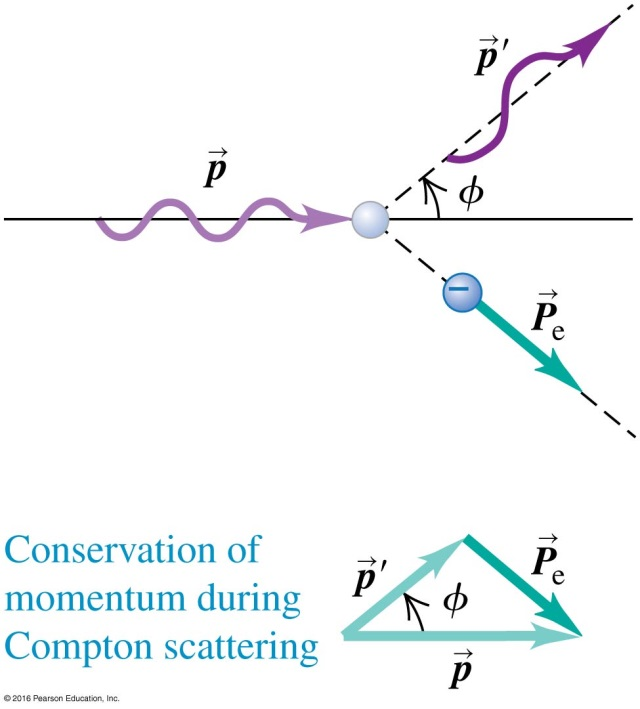 p⃗′
p⃗
ϕ
−
P⃗e
Conservation of
momentum during
Compton scattering
p⃗′
ϕ
P⃗e
p⃗
© 2016 Pearson Education, Inc.